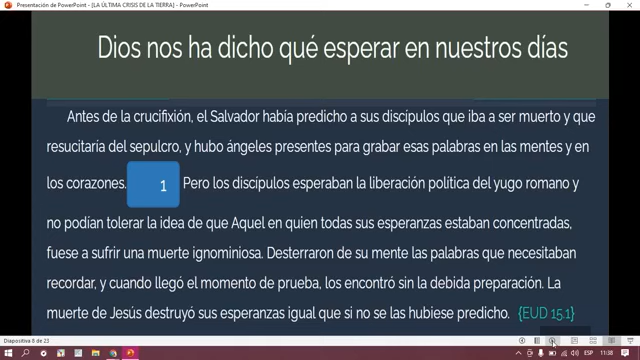 Presentación de PowerPoint - [LA ÚLTIMA CRISIS DE LA TIERRA] - PowerPoint
Dios nos ha dicho qué esperar en nuestros días
Antes de la crucifixión, el Salvador había predicho a sus discípulos que iba a ser muerto y que
resucitaría del sepulcro, y hubo ángeles presentes para grabar esas palabras en las mentes y en
los corazones. 1 Pero los discípulos esperaban la liberación política del yugo romano y
no podían tolerar la idea de que Aquel en quien todas sus esperanzas estaban concentradas,
fuese a sufrir una muerte ignominiosa. Desterraron de su mente las palabras que necesitaban
recordar, y cuando llegó el momento de prueba, los encontró sin la debida preparación. La
muerte de Jesús destruyó sus esperanzas igual que si no se las hubiese predicho. {EUD 15.1}
Diapositiva 8 de 23
ESP 11:38